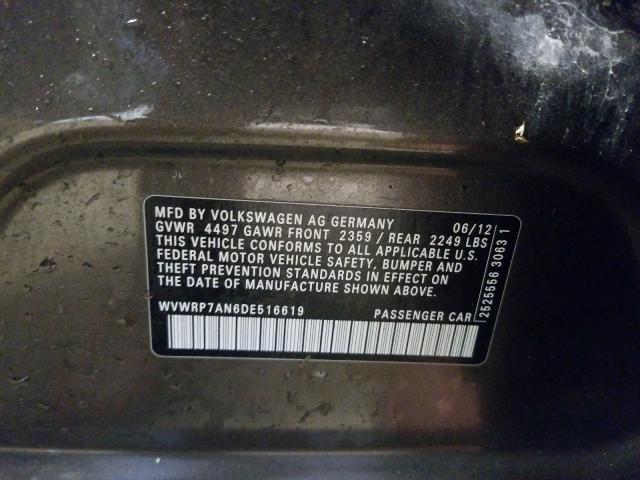 MFD BY VOLKSWAGEN AG GERMANY 06/12
GVWR 4497 GAWR FRONT 2359 / REAR 2249 LBS
THIS VEHICLE CONFORMS TO ALL APPLICABLE U.S.
FEDERAL MOTOR VEHICLE SAFETY, BUMPER AND
THEFT PREVENTION STANDARDS IN EFFECT ON
THE DATE OF MANUFACTURE SHOWN ABOVE.
WVWRP7AN6DE516619 PASSENGER CAR
2525556 30631